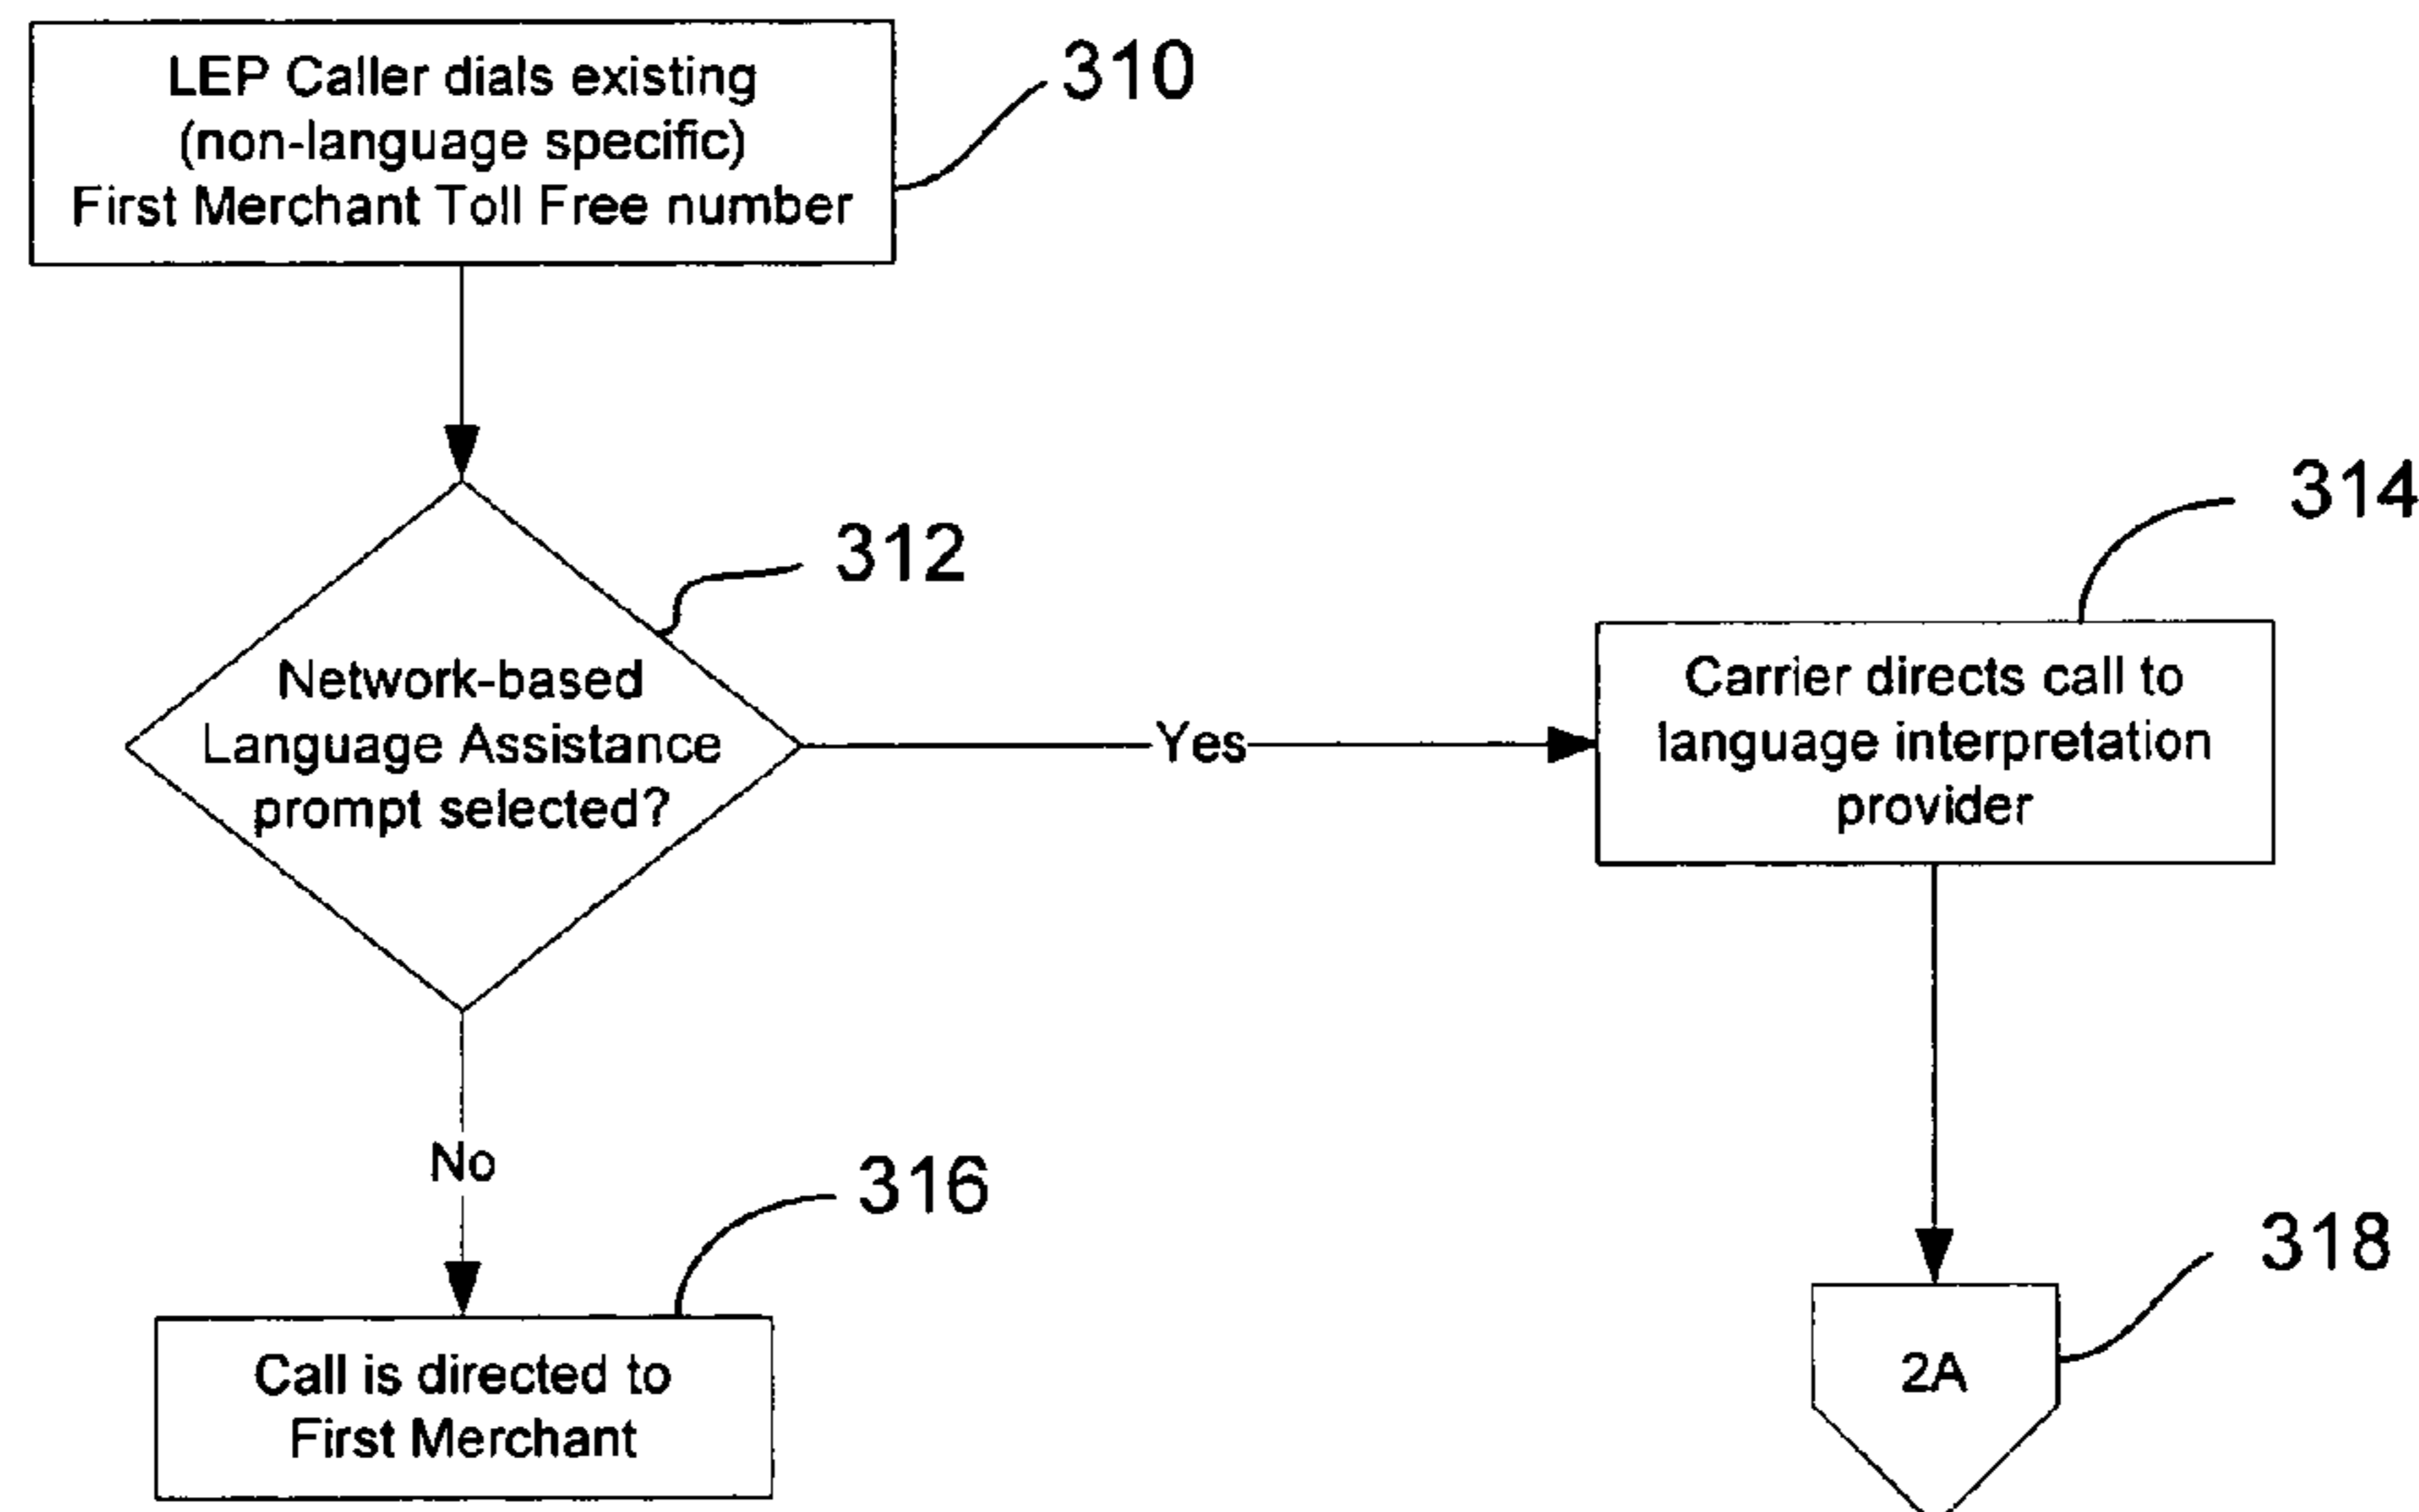 LEP Caller dials existing
(non-language specific)
First Merchant Toll Free number
310
312
Network-based
Language Assistance
prompt selected?
Yes
314
Carrier directs call to
language interpretation
provider
No
316
Call is directed to
First Merchant
318
2A